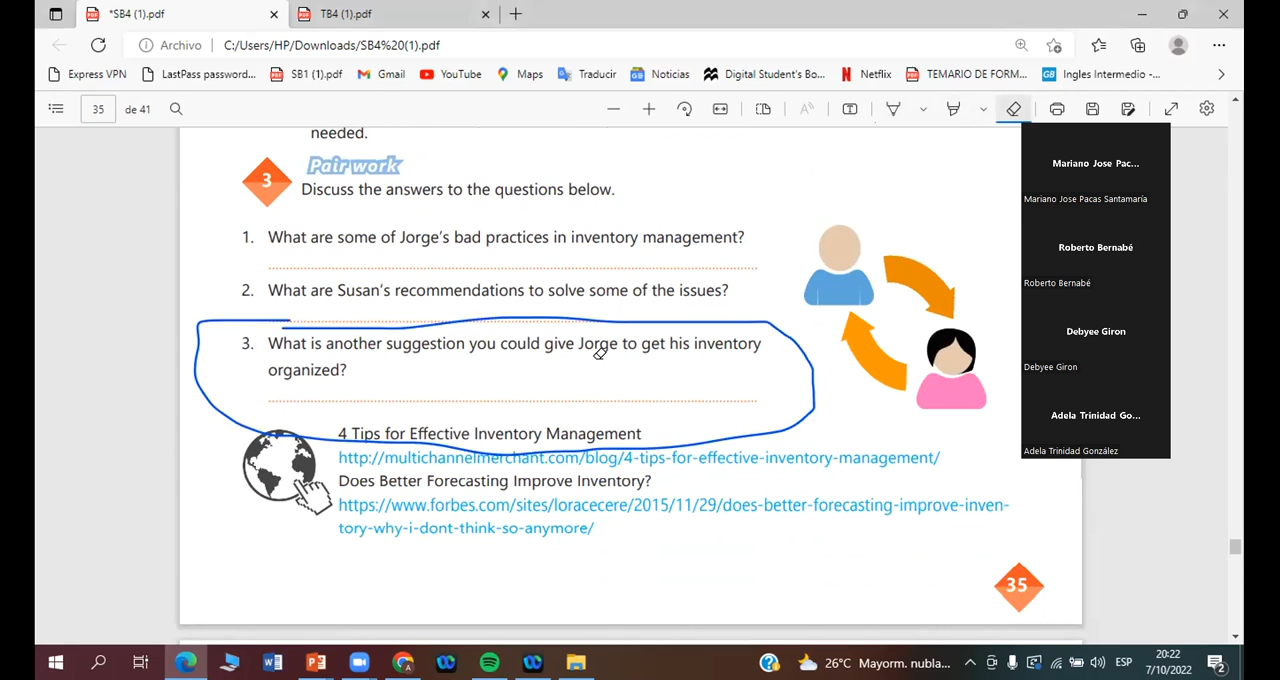 *SB4 (1).pdf
TB4 (1).pdf
Archivo
C:/Users/HP/Downloads/SB4%20(1).pdf
Express VPN
LastPass password...
SB1 (1).pdf
Gmail
YouTube
Maps
Traducir
Noticias
Digital Student's Bo...
Netflix
TEMARIO DE FORM...
Ingles Intermedio -...
35
de 41
needed.
3
Pair work
Discuss the answers to the questions below.
1. What are some of Jorge's bad practices in inventory management?
2. What are Susan's recommendations to solve some of the issues?
3. What is another suggestion you could give Jorge to get his inventory
organized?
4 Tips for Effective Inventory Management
http://multichannelmerchant.com/blog/4-tips-for-effective-inventory-management/
Does Better Forecasting Improve Inventory?
https://www.forbes.com/sites/loracecere/2015/11/29/does-better-forecasting-improve-inven-
tory-why-i-dont-think-so-anymore/
35
Mariano Jose Pac...
Mariano Jose Pacas Santamaría
Roberto Bernabé
Roberto Bernabé
Debyee Giron
Debyee Giron
Adela Trinidad Go...
Adela Trinidad González
26°C Mayorm. nubla...
ESP
20:22
7/10/2022
2